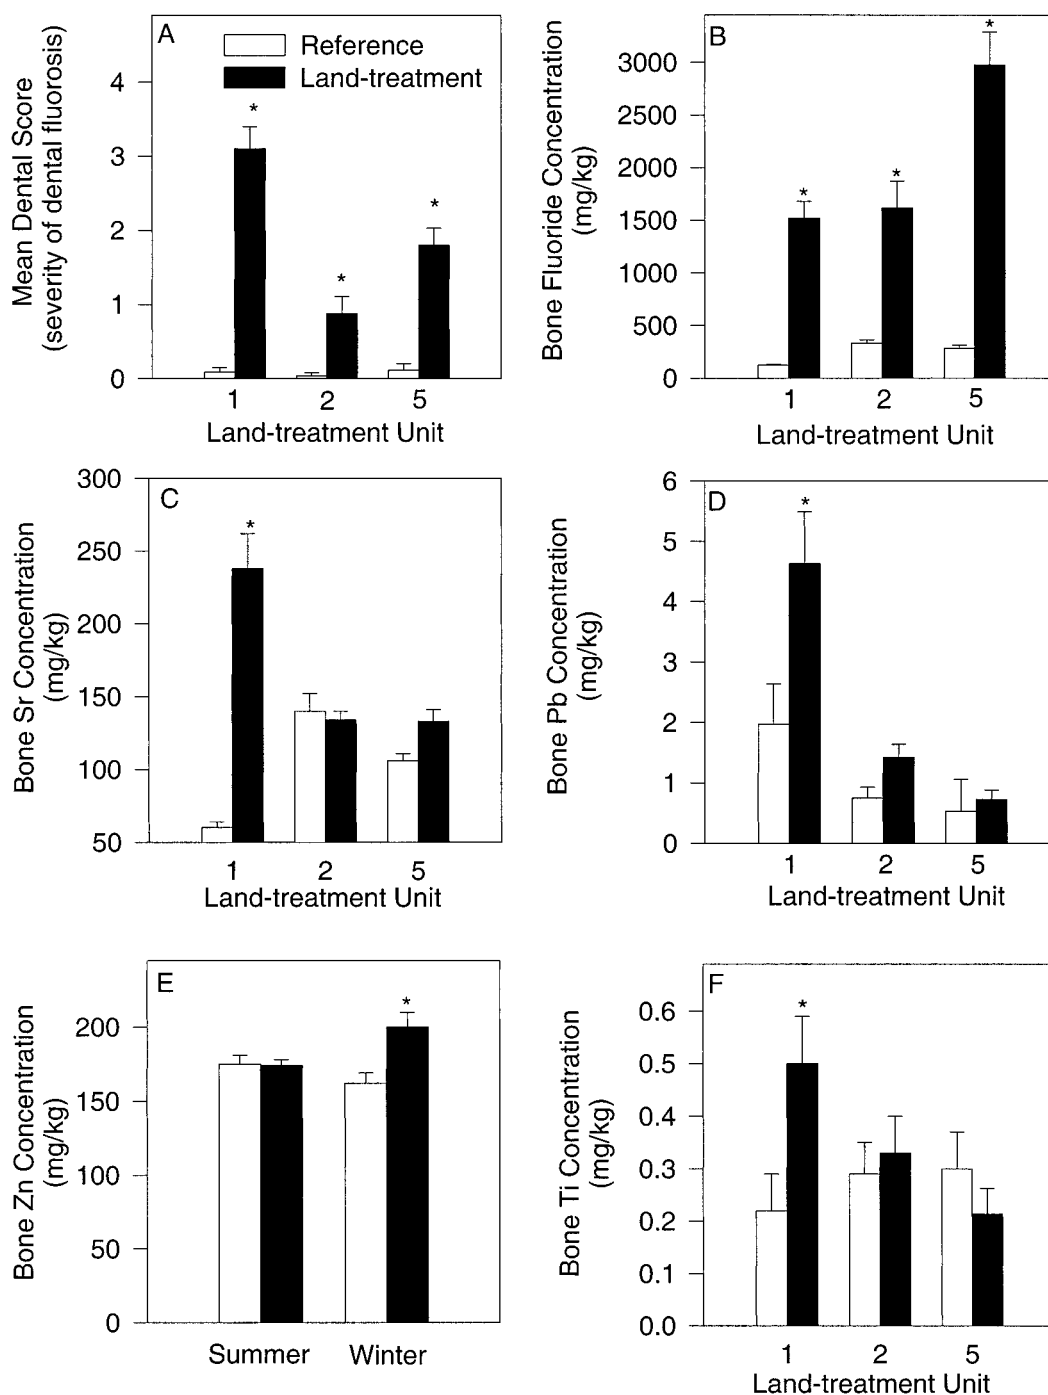 A
Reference
Land-treatment
Mean Dental Score
(severity of dental fluorosis)
4
3
2
1
0
*
*
*
1 2 5
Land-treatment Unit
B
Bone Fluoride Concentration
(mg/kg)
3000
2500
2000
1500
1000
500
0
*
*
*
1 2 5
Land-treatment Unit
C
Bone Sr Concentration
(mg/kg)
300
250
200
150
100
50
*
1 2 5
Land-treatment Unit
D
Bone Pb Concentration
(mg/kg)
6
5
4
3
2
1
0
*
1 2 5
Land-treatment Unit
E
Bone Zn Concentration
(mg/kg)
200
150
100
50
0
*
Summer Winter
F
Bone Ti Concentration
(mg/kg)
0.6
0.5
0.4
0.3
0.2
0.1
0.0
*
1 2 5
Land-treatment Unit